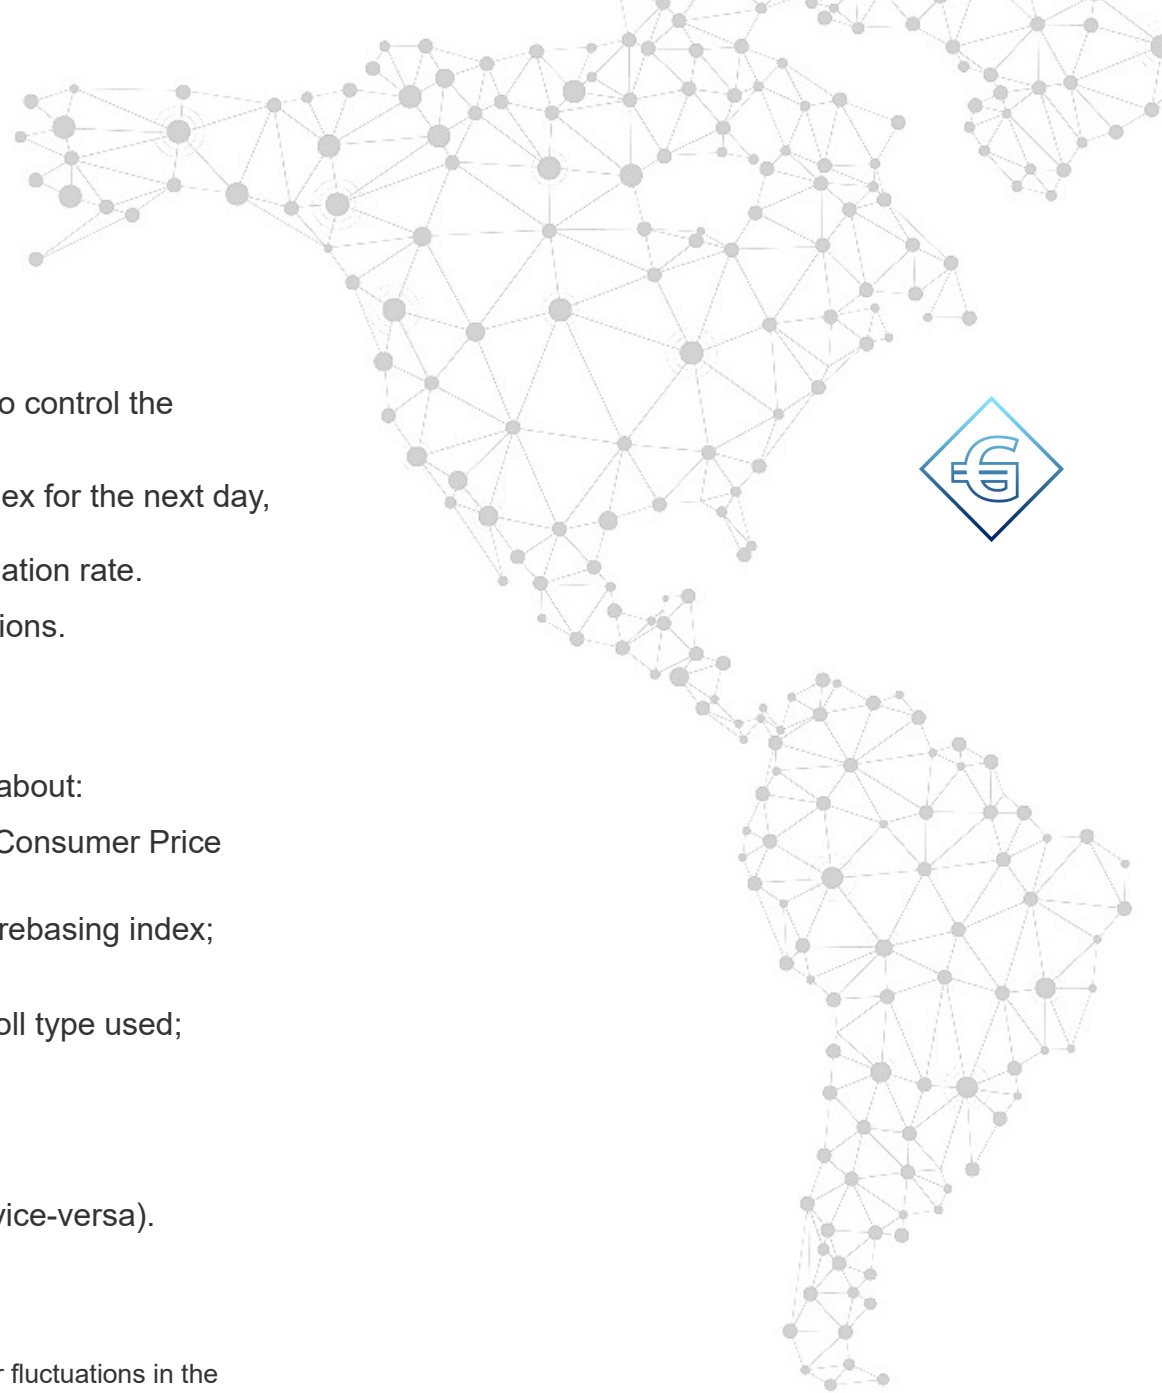 o control the
ex for the next day,
ation rate.
ions.
about:
Consumer Price
rebasing index;
oll type used;
vice-versa).
r fluctuations in the